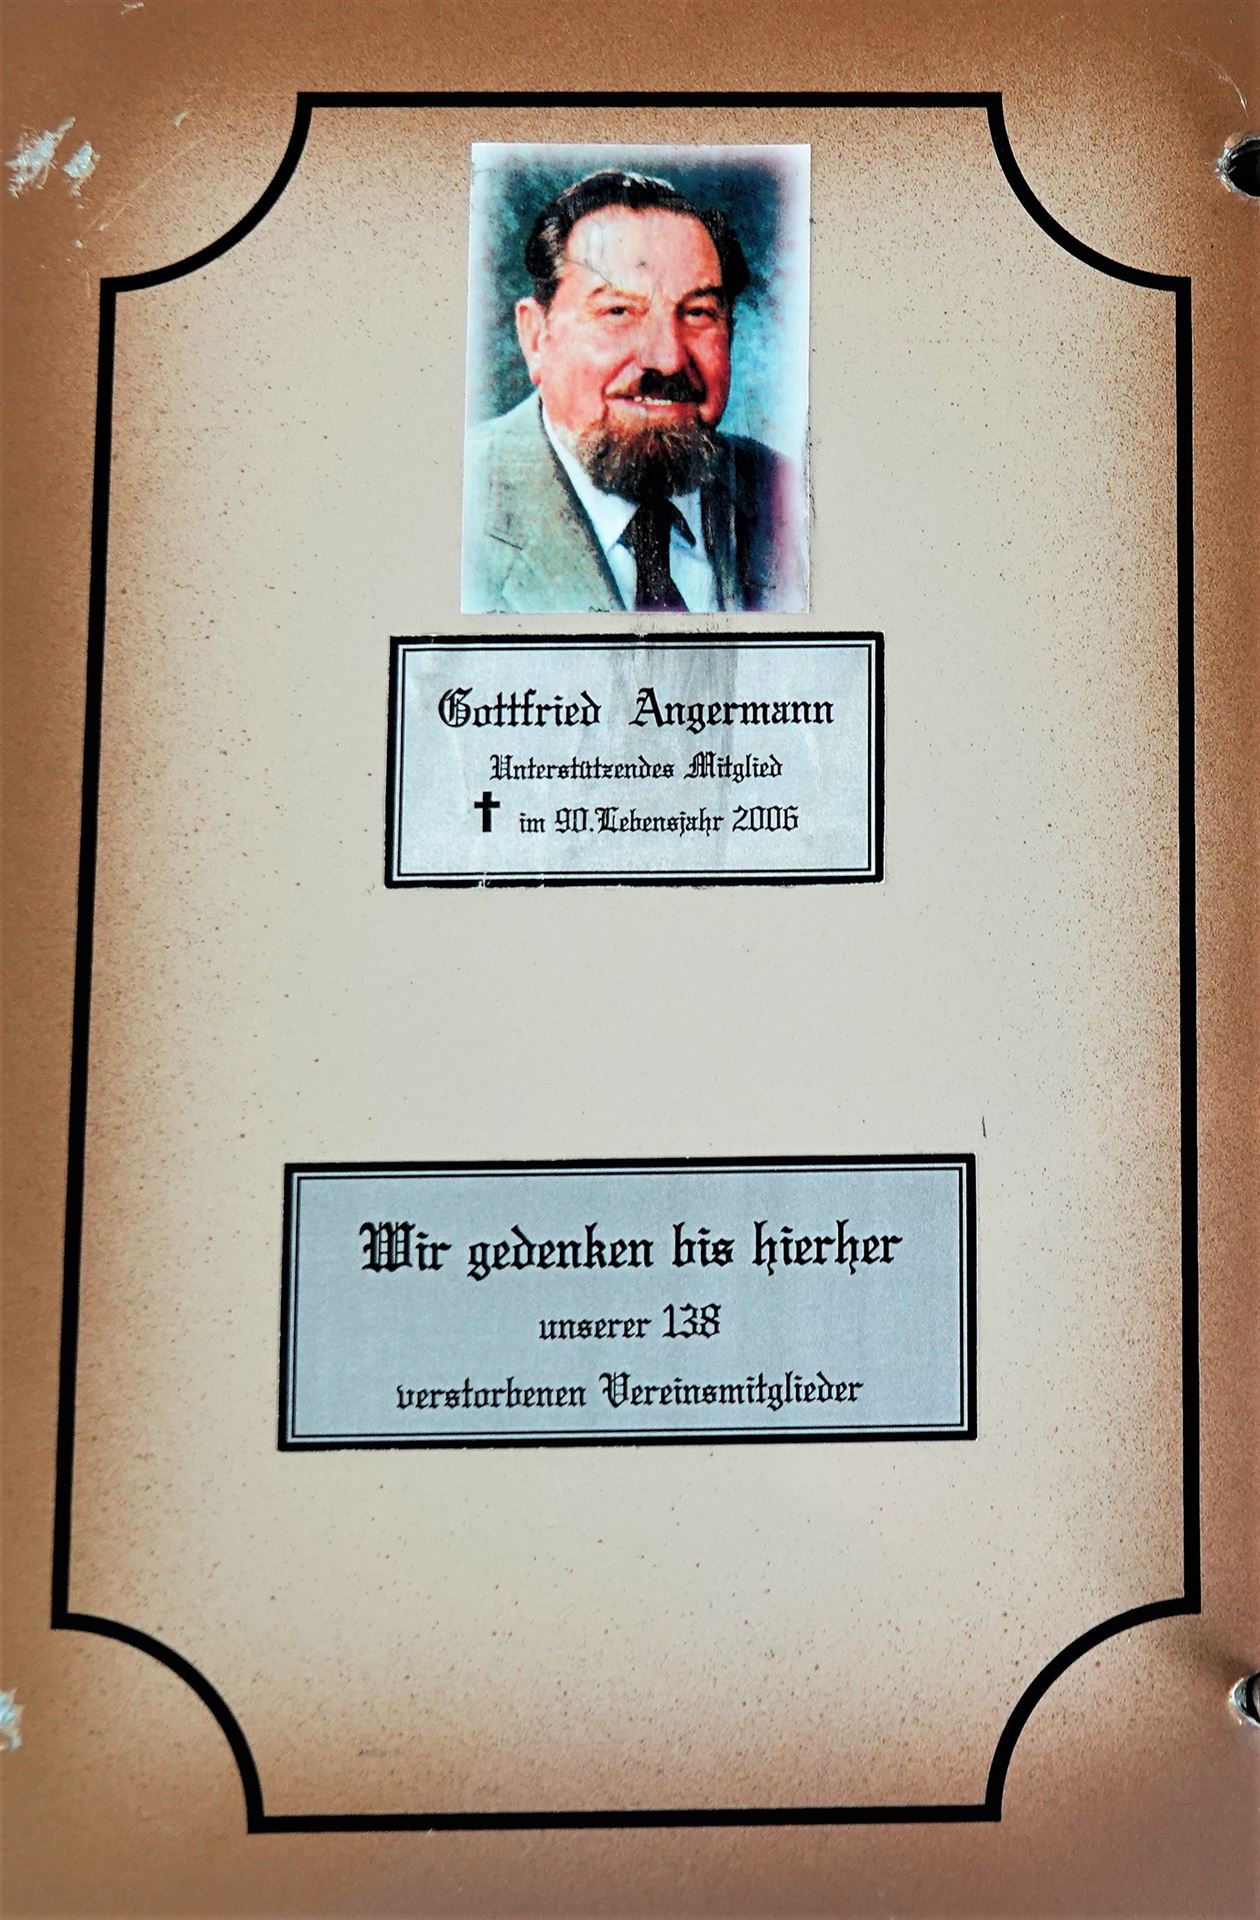 Gottfried Angermann
Unterstützendes Mitglied
✝ im 90.Lebensjahr 2006
Wir gedenken bis hierher
unserer 138
verstorbenen Vereinsmitglieder